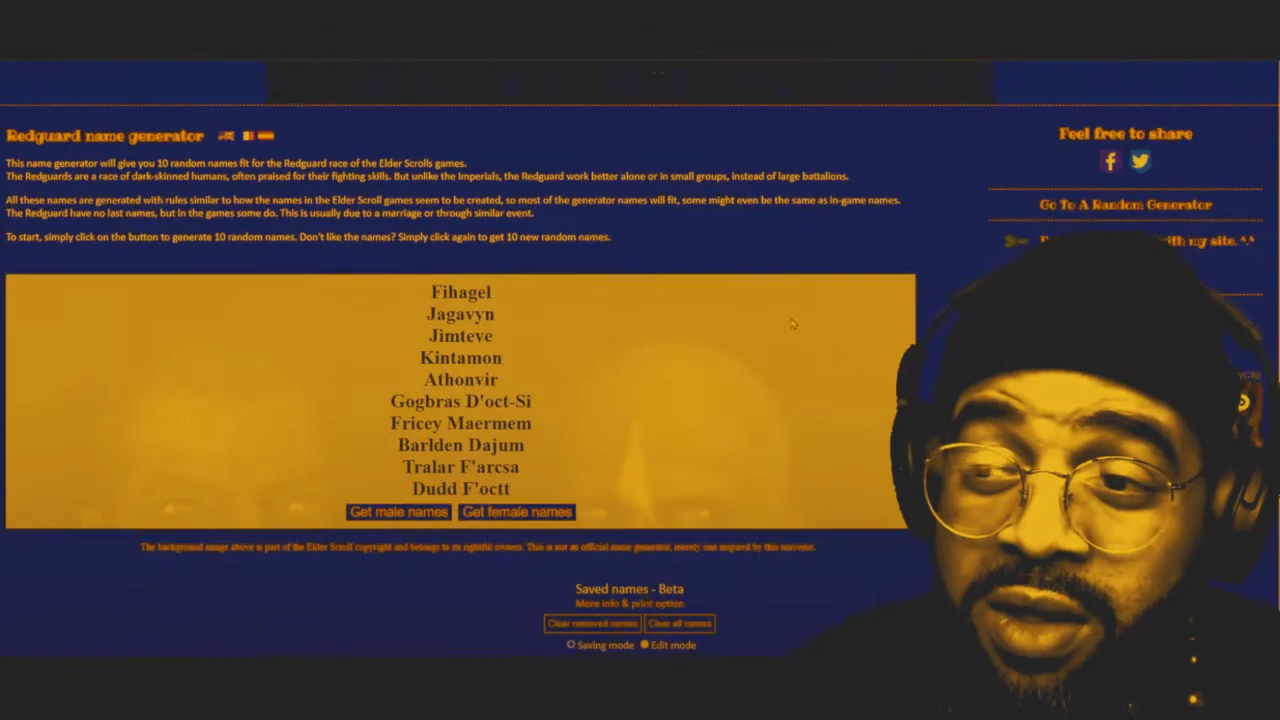 Redguard name generator
This name generator will give you 10 random names fit for the Redguard race of the Elder Scrolls games.
The Redguards are a race of dark-skinned humans, often praised for their fighting skills. But unlike the Imperials, the Redguard work better alone or in small groups, instead of large battalions.
All these names are generated with rules similar to how the names in the Elder Scroll games seem to be created, so most of the generator names will fit, some might even be the same as in-game names.
The Redguard have no last names, but in the games some do. This is usually due to a marriage or through similar event.
To start, simply click on the button to generate 10 random names. Don't like the names? Simply click again to get 10 new random names.
Fihagel
Jagavyn
Jimteve
Kintamon
Athonvir
Gogbras D'oct-Si
Fricey Maermem
Barlden Dajum
Tralar F'arcsa
Dudd F'octt
Get male names Get female names
The background image above is part of the Elder Scroll copyright and belongs to its rightful owners. This is not an official name generator, merely one inspired by this universe.
Saved names - Beta
More info & print option
Clear removed names Clear all names
Saving mode Edit mode
Feel free to share
Go To A Random Generator
with my site. ^.^